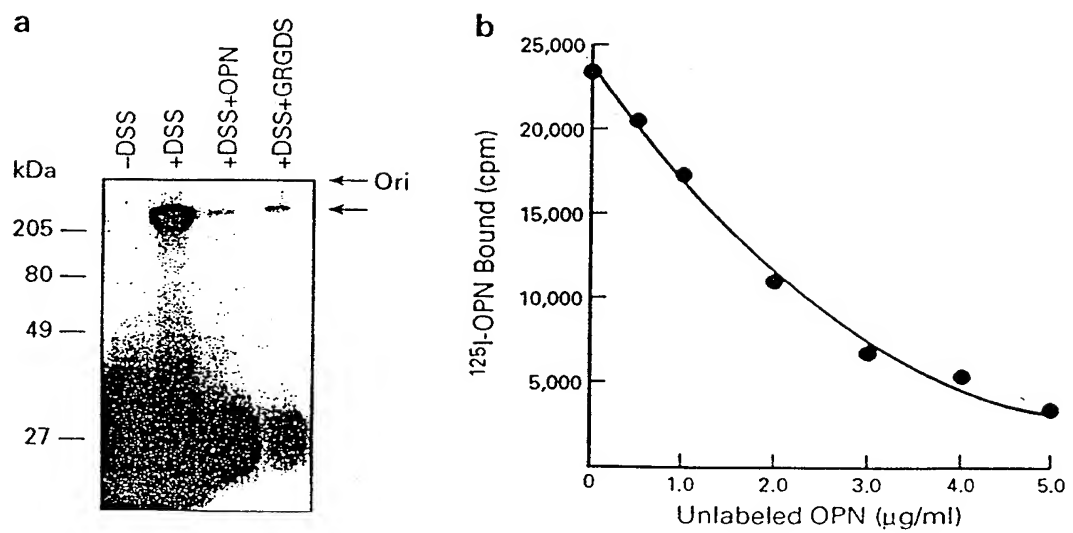 a
-DSS
+DSS
+DSS+OPN
+DSS+GRGDS
kDa
Ori
205
80
49
27
b
25,000
20,000
15,000
10,000
5,000
125I-OPN Bound (cpm)
0
1.0
2.0
3.0
4.0
5.0
Unlabeled OPN (μg/ml)